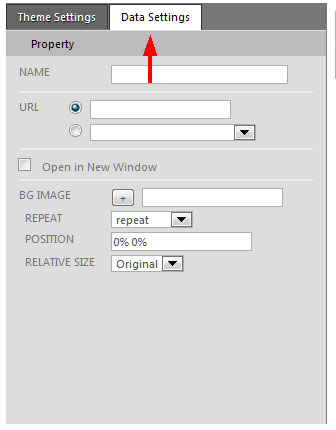 Theme Settings Data Settings
Property
NAME
URL
Open in New Window
BG IMAGE +
REPEAT repeat
POSITION 0% 0%
RELATIVE SIZE Original